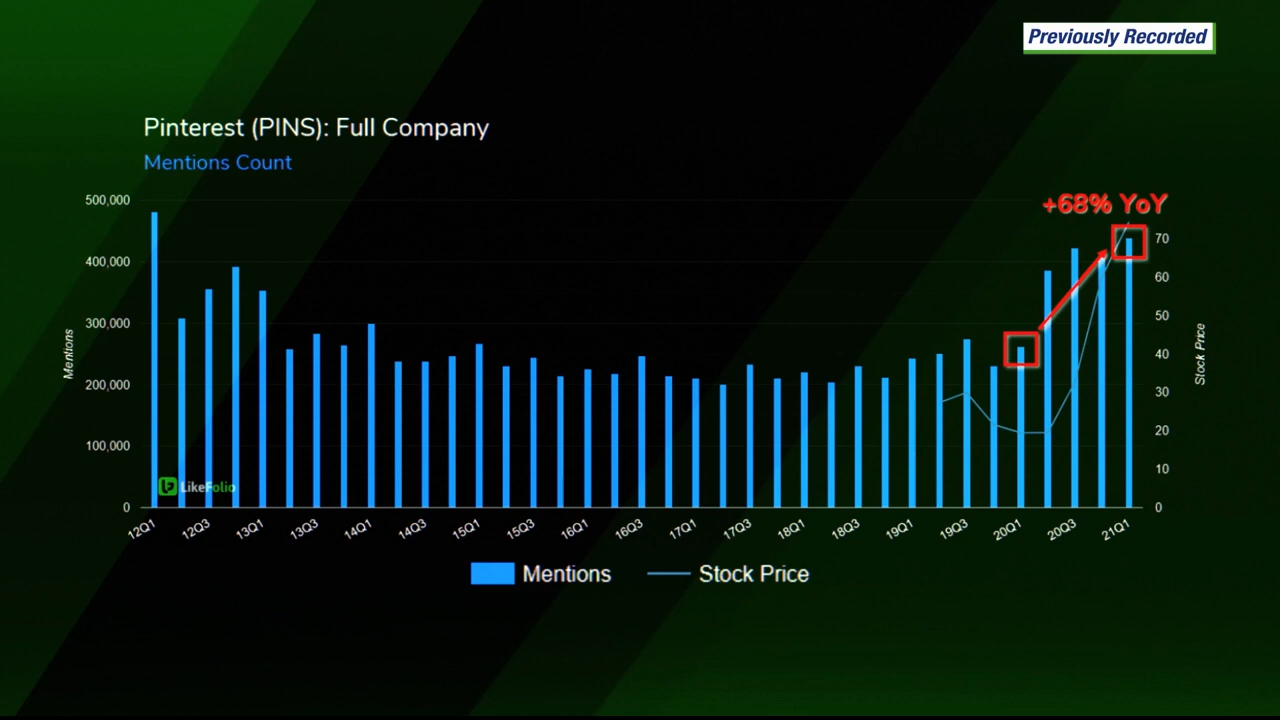 Previously Recorded
Pinterest (PINS): Full Company
Mentions Count
+68% YoY
500,000
400,000
300,000
200,000
100,000
0
Mentions
70
60
50
40
30
20
10
0
Stock Price
LikeFolio
12Q1 12Q3 13Q1 13Q3 14Q1 14Q3 15Q1 15Q3 16Q1 16Q3 17Q1 17Q3 18Q1 18Q3 19Q1 19Q3 20Q1 20Q3 21Q1
Mentions Stock Price